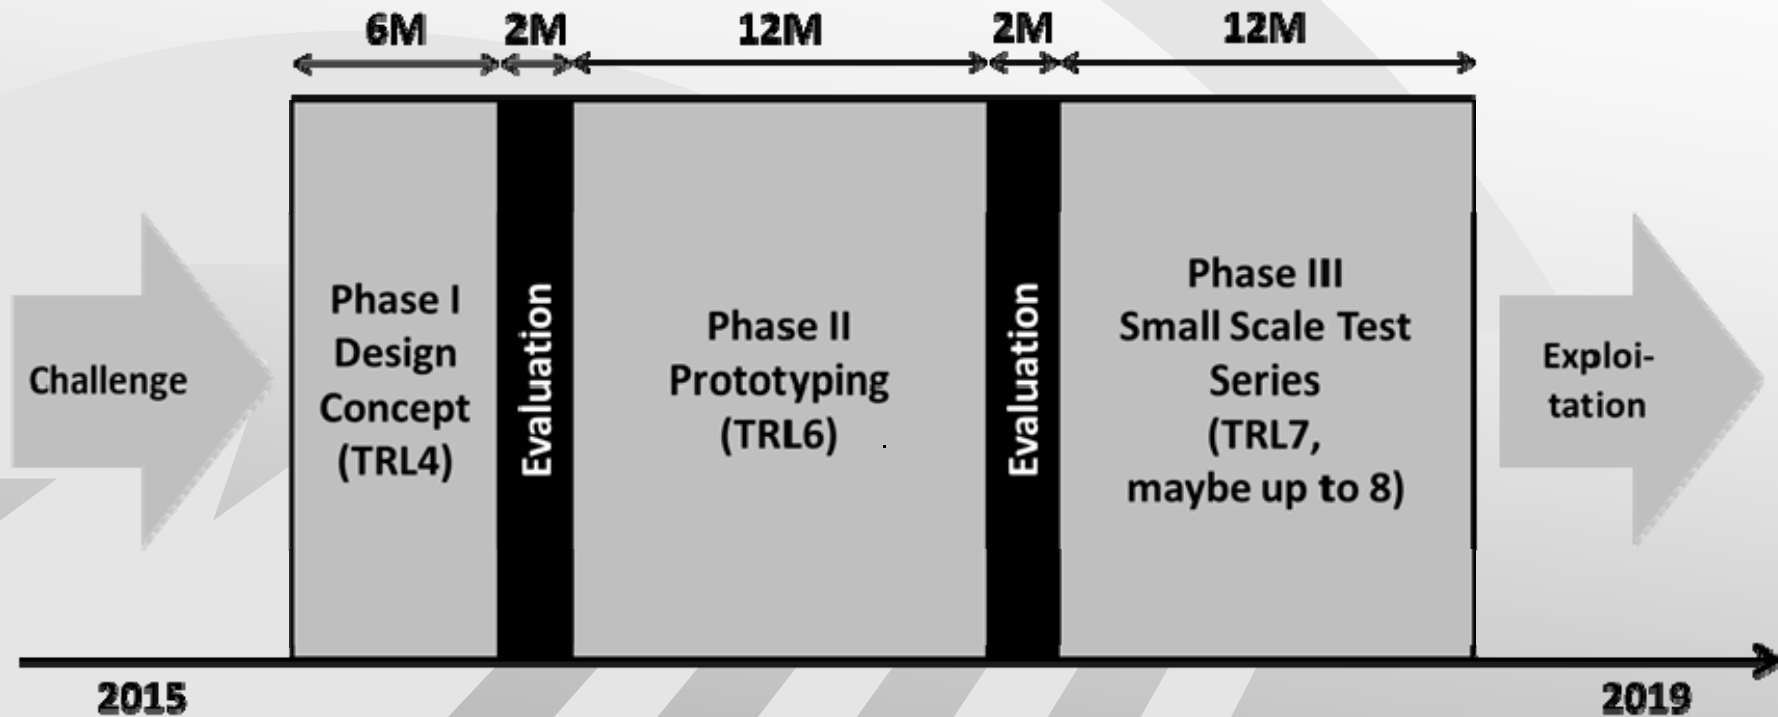 6M 2M 12M 2M 12M
Challenge
Phase I
Design
Concept
(TRL4)
Evaluation
Phase II
Prototyping
(TRL6)
Evaluation
Phase III
Small Scale Test
Series
(TRL7,
maybe up to 8)
Exploi-
tation
2015 2019